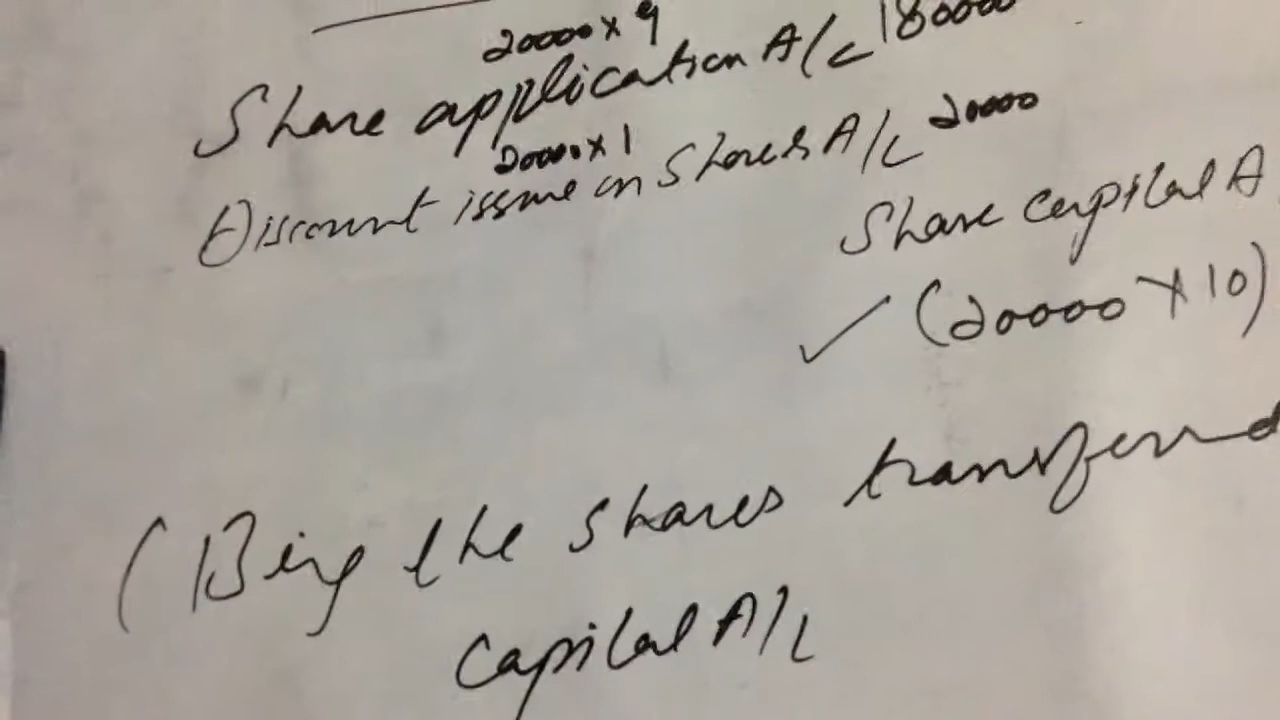 20000 × 9
Share application A/c 180000
20000 × 1
Discount issue on Shares A/c 20000
Share capital A
✓ (20000 × 10)
(Being the shares transferred
Capital A/c